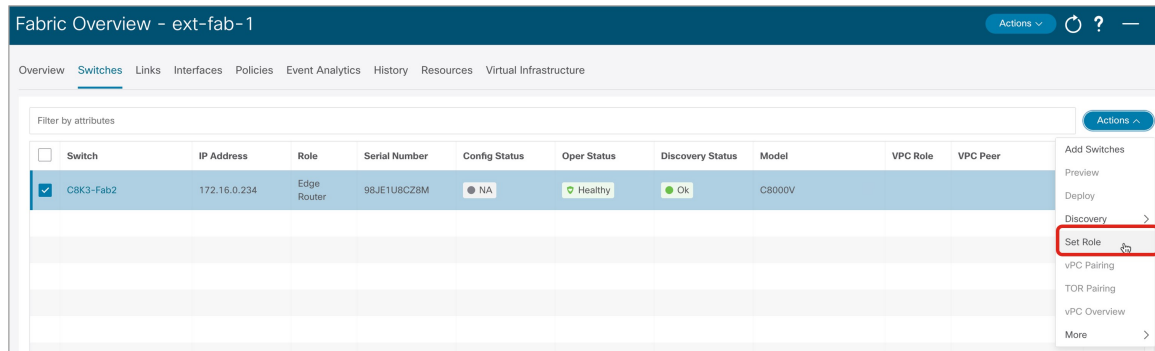 Fabric Overview - ext-fab-1
Actions
?
Overview Switches Links Interfaces Policies Event Analytics History Resources Virtual Infrastructure
Filter by attributes
Actions
Switch IP Address Role Serial Number Config Status Oper Status Discovery Status Model VPC Role VPC Peer
C8K3-Fab2 172.16.0.234 Edge Router 98JE1U8CZ8M NA Healthy Ok C8000V
Add Switches
Preview
Deploy
Discovery
Set Role
vPC Pairing
TOR Pairing
vPC Overview
More